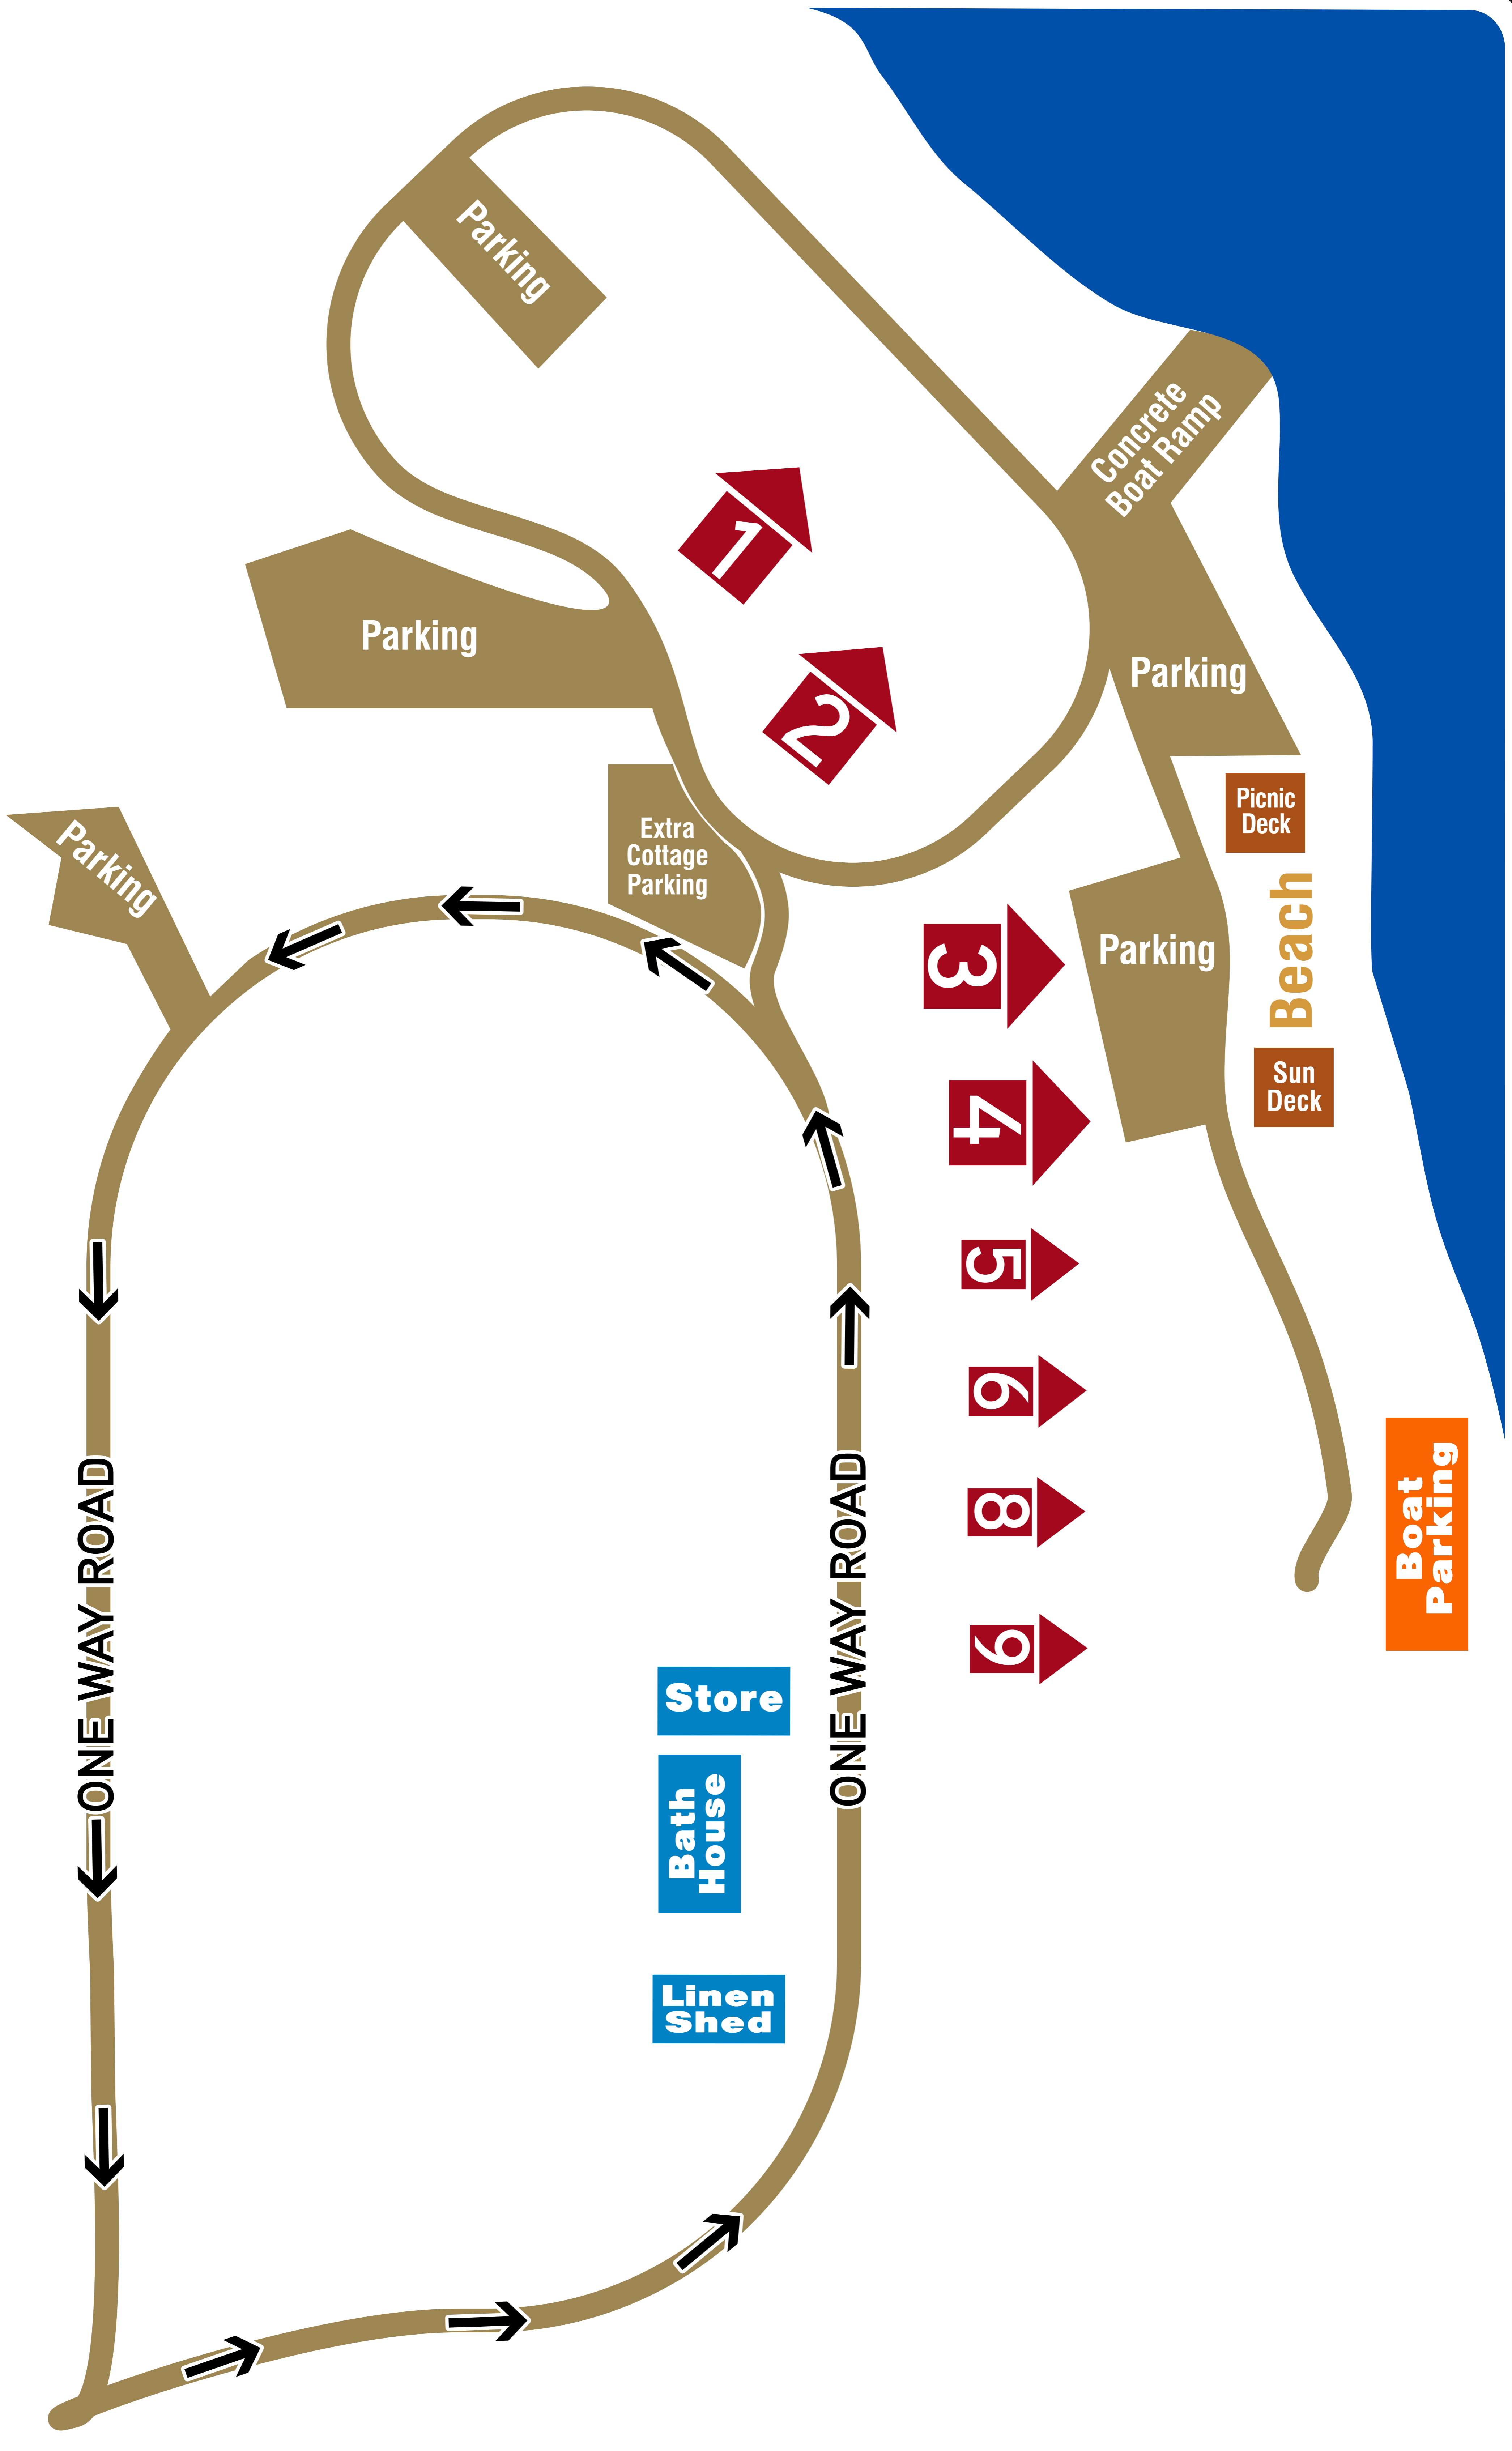 Parking
Concrete
Boat Ramp
1
Parking
2
Parking
Picnic
Deck
Extra
Cottage
Parking
Parking
Beach
3
Parking
Sun
Deck
4
5
6
8
9
Boat
Parking
ONE WAY ROAD
ONE WAY ROAD
Store
Bath
House
Linen
Shed